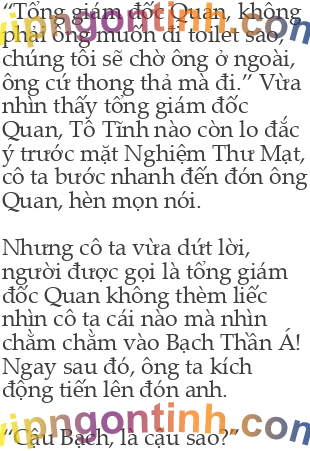 “Tổng giám đốc Quan, không
phải ông muốn đi toilet sao,
chúng tôi sẽ chờ ông ở ngoài,
ông cứ thong thả mà đi.” Vừa
nhìn thấy tổng giám đốc
Quan, Tô Tĩnh nào còn lo đắc
ý trước mặt Nghiệm Thư Mạt,
cô ta bước nhanh đến đón ông
Quan, hèn mọn nói.
Nhưng cô ta vừa dứt lời,
người được gọi là tổng giám
đốc Quan không thèm liếc
nhìn cô ta cái nào mà nhìn
chằm chằm vào Bạch Thần Á!
Ngay sau đó, ông ta kích
động tiến lên đón anh.
“Cậu Bạch, là cậu sao?”
vipngontinh.com
vipngontinh.com